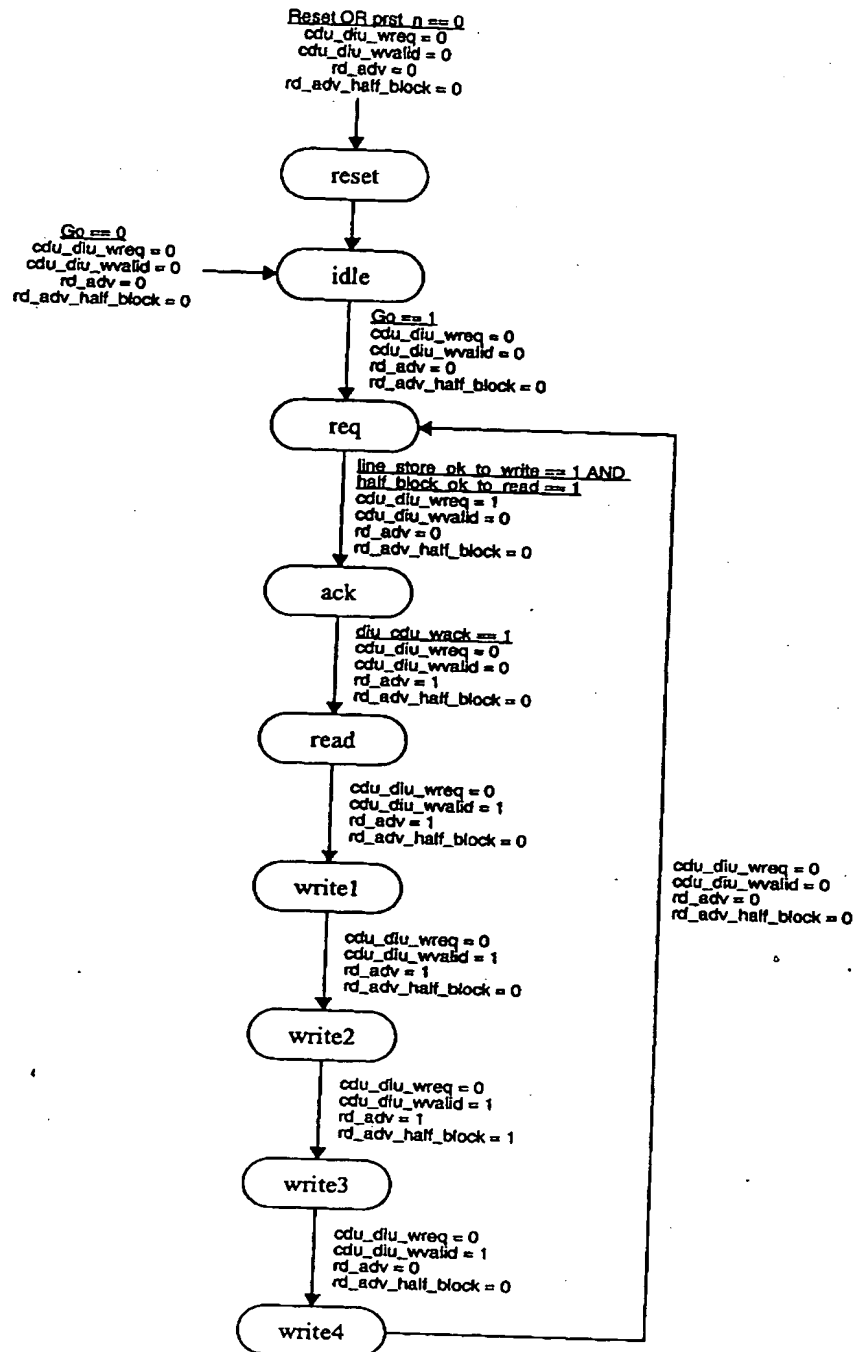 Reset OR prst_n == 0
cdu_diu_wreq = 0
cdu_diu_wvalid = 0
rd_adv = 0
rd_adv_half_block = 0
reset
Go == 0
cdu_diu_wreq = 0
cdu_diu_wvalid = 0
rd_adv = 0
rd_adv_half_block = 0
idle
Go == 1
cdu_diu_wreq = 0
cdu_diu_wvalid = 0
rd_adv = 0
rd_adv_half_block = 0
req
line_store_ok_to_write == 1 AND
half_block_ok_to_read == 1
cdu_diu_wreq = 1
cdu_diu_wvalid = 0
rd_adv = 0
rd_adv_half_block = 0
ack
diu_cdu_wack == 1
cdu_diu_wreq = 0
cdu_diu_wvalid = 0
rd_adv = 1
rd_adv_half_block = 0
read
cdu_diu_wreq = 0
cdu_diu_wvalid = 1
rd_adv = 1
rd_adv_half_block = 0
write1
cdu_diu_wreq = 0
cdu_diu_wvalid = 0
rd_adv = 0
rd_adv_half_block = 0
cdu_diu_wreq = 0
cdu_diu_wvalid = 1
rd_adv = 1
rd_adv_half_block = 0
write2
cdu_diu_wreq = 0
cdu_diu_wvalid = 1
rd_adv = 1
rd_adv_half_block = 1
write3
cdu_diu_wreq = 0
cdu_diu_wvalid = 1
rd_adv = 0
rd_adv_half_block = 0
write4